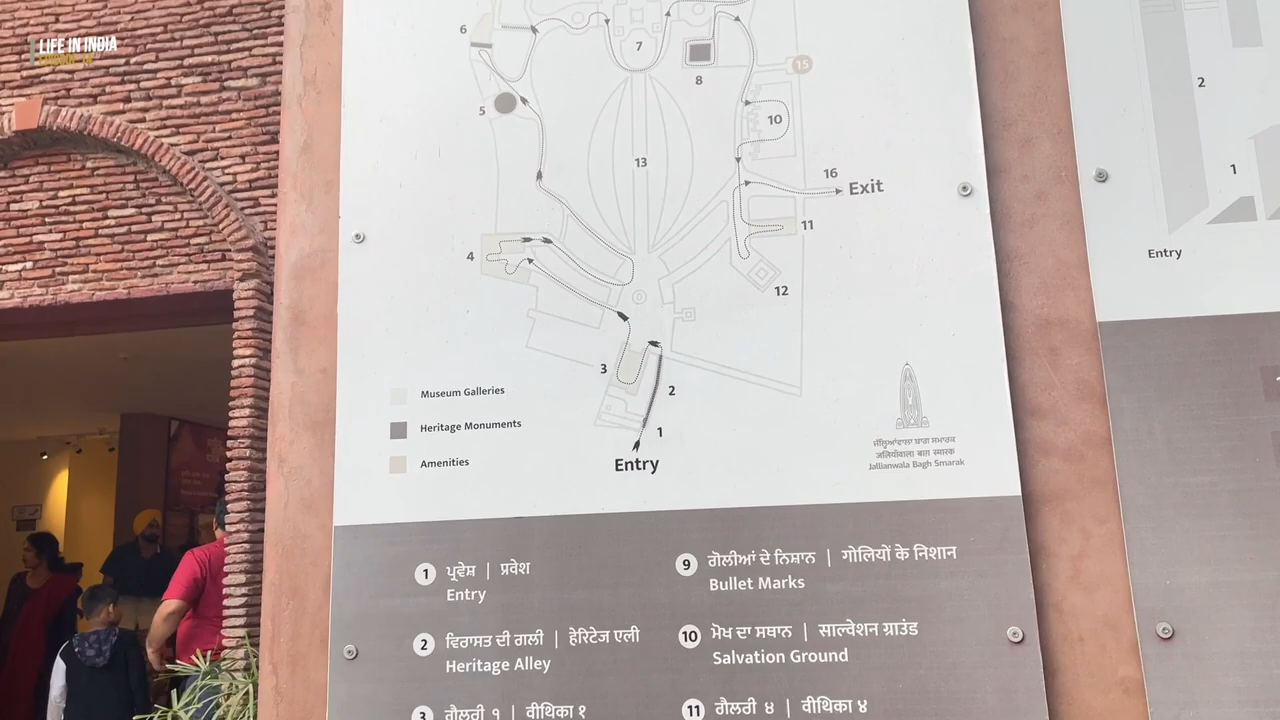 LIFE IN INDIA
6
7
8
15
5
10
13
16
Exit
11
4
12
3
2
1
Entry
Museum Galleries
Heritage Monuments
Amenities
ਜੱਲ੍ਹਿਆਂਵਾਲਾ ਬਾਗ਼ ਸਮਾਰਕ
जलियाँवाला बाग़ स्मारक
Jallianwala Bagh Smarak
1 ਪ੍ਰਵੇਸ਼ | प्रवेश
Entry
2 ਵਿਰਾਸਤ ਦੀ ਗਲੀ | हेरिटेज एली
Heritage Alley
3 ਗੈਲਰੀ ੧ | वीथिका १
9 ਗੋਲੀਆਂ ਦੇ ਨਿਸ਼ਾਨ | गोलियों के निशान
Bullet Marks
10 ਮੋਖ ਦਾ ਸਥਾਨ | साल्वेशन ग्राउंड
Salvation Ground
11 ਗੈਲਰੀ ੪ | वीथिका ४
2
1
Entry